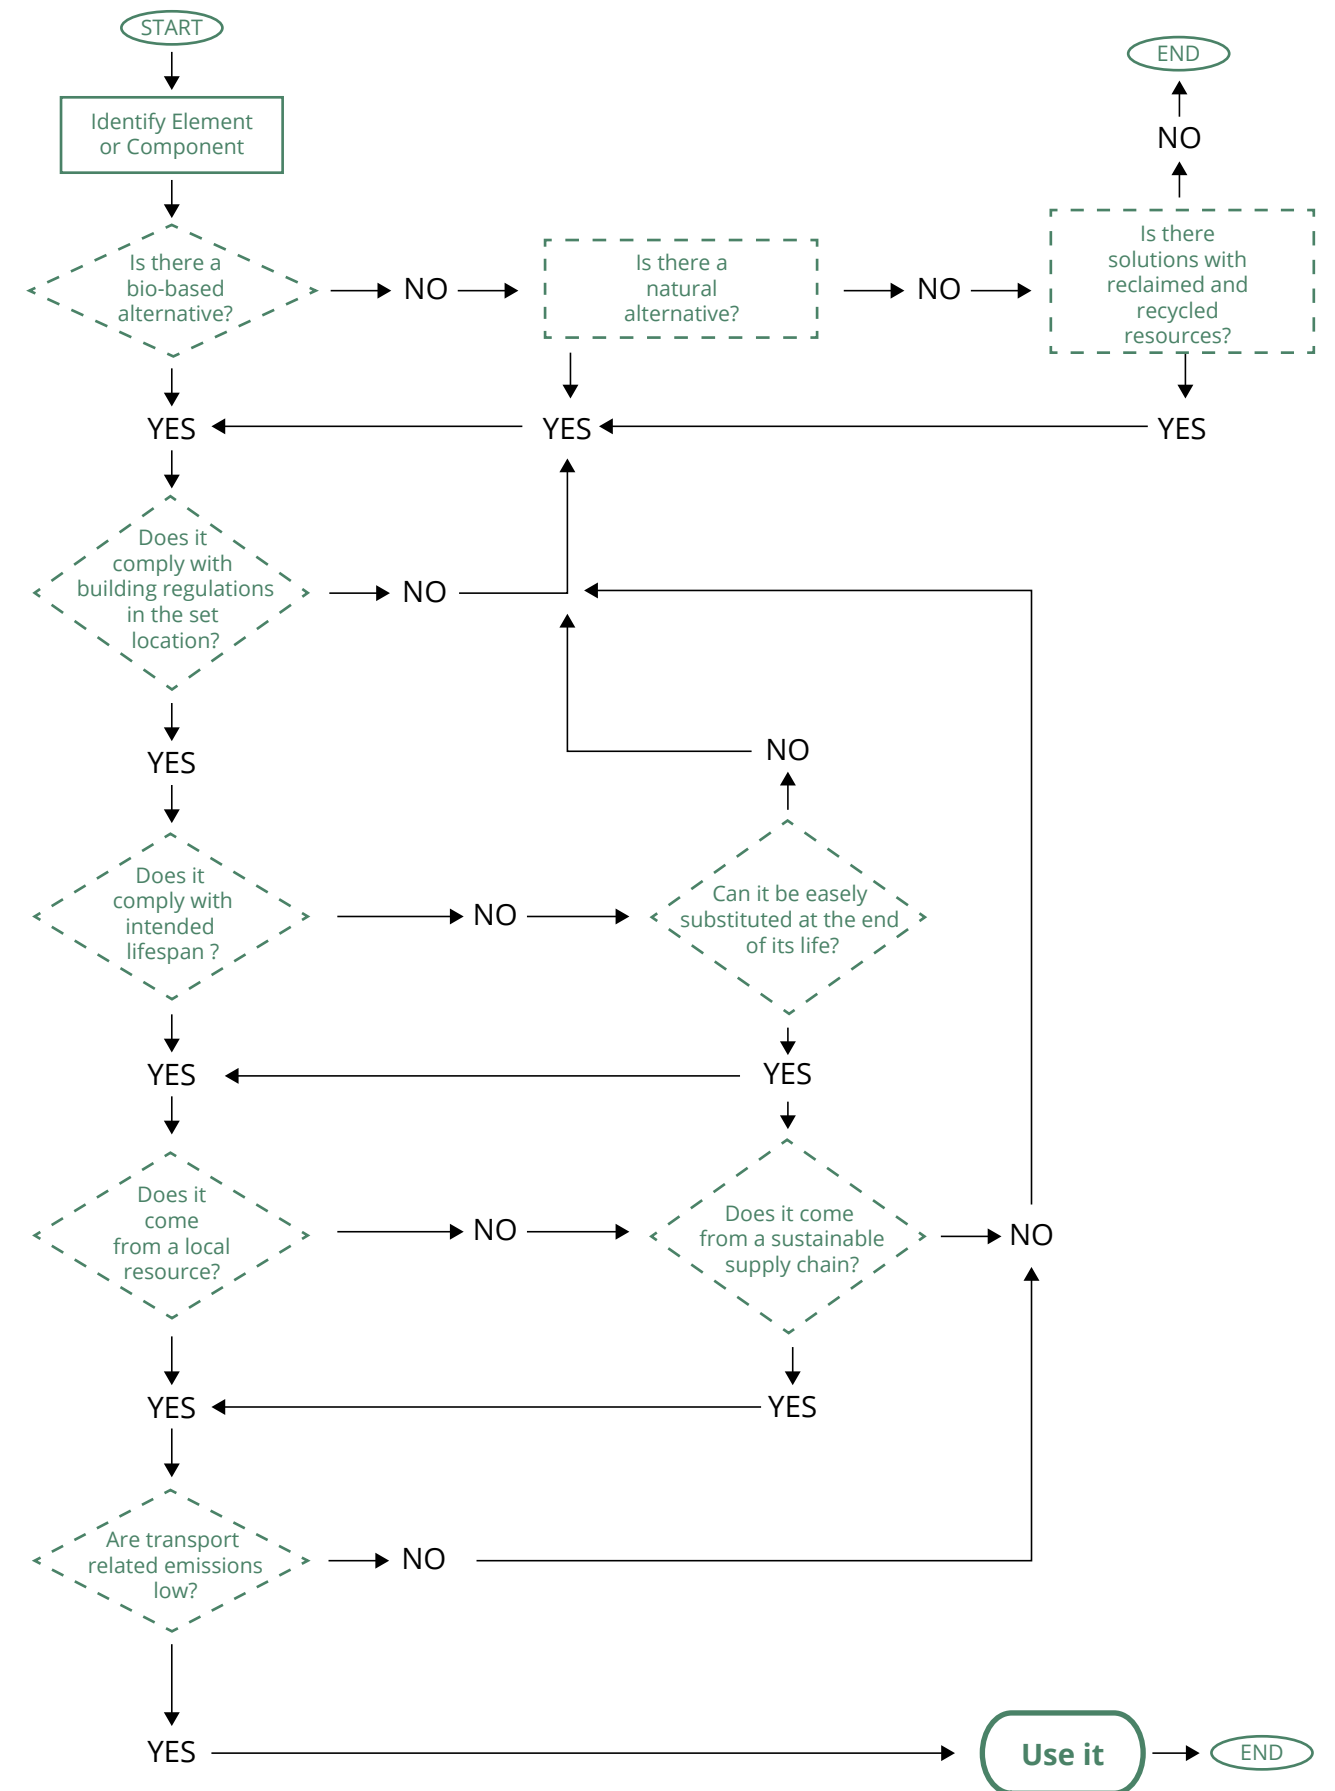 START
END
Identify Element
or Component
NO
Is there a
bio-based
alternative?
NO
Is there a
natural
alternative?
NO
Is there
solutions with
reclaimed and
recycled
resources?
YES
YES
YES
Does it
comply with
building regulations
in the set
location?
NO
YES
NO
Does it
comply with
intended
lifespan ?
NO
Can it be easely
substituted at the end
of its life?
YES
YES
Does it
come
from a local
resource?
NO
Does it come
from a sustainable
supply chain?
NO
YES
YES
Are transport
related emissions
low?
NO
YES
Use it
END